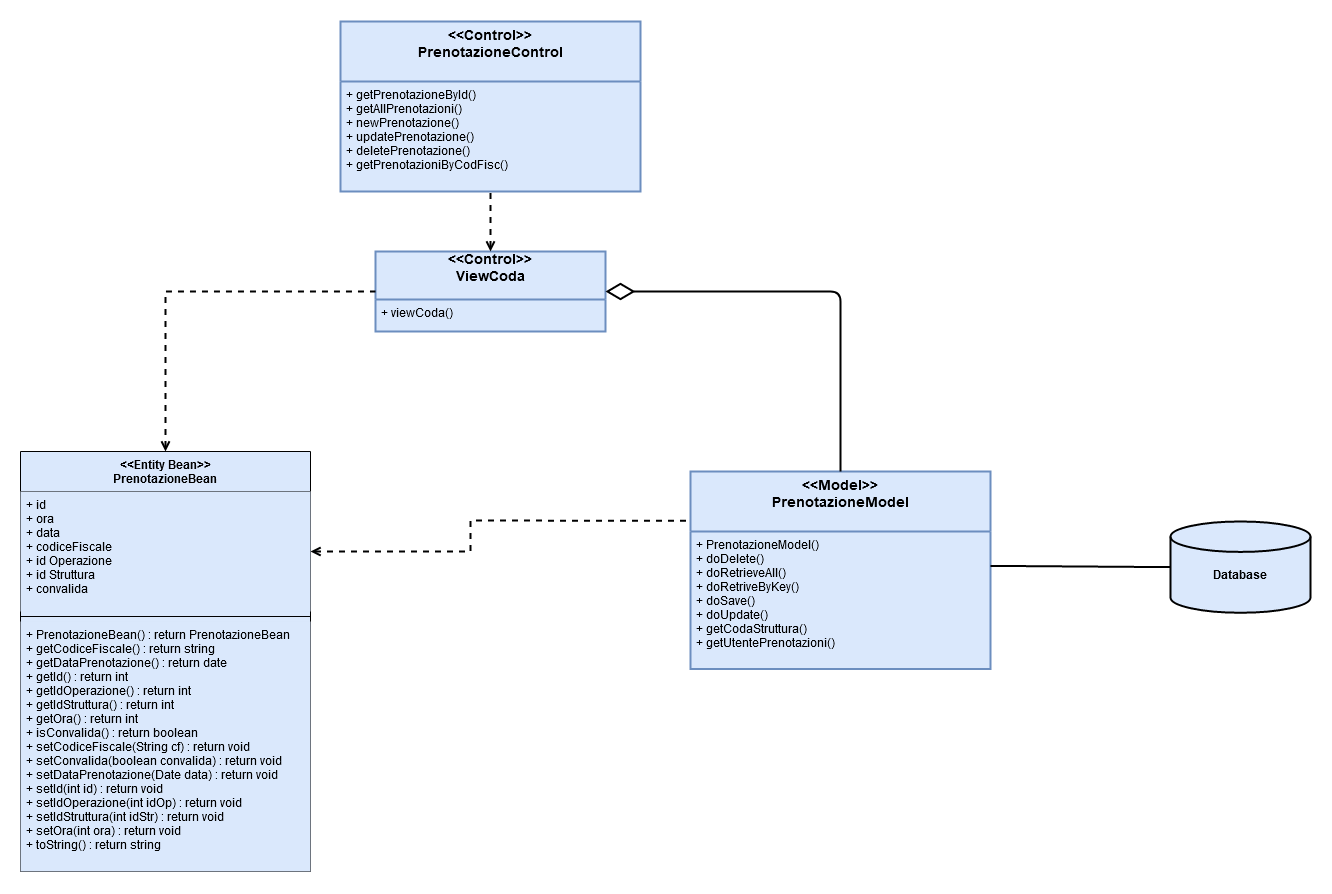 <<Control>>
PrenotazioneControl
+ getPrenotazioneById()
+ getAllPrenotazioni()
+ newPrenotazione()
+ updatePrenotazione()
+ deletePrenotazione()
+ getPrenotazioniByCodFisc()
<<Control>>
ViewCoda
+ viewCoda()
<<Entity Bean>>
PrenotazioneBean
+ id
+ ora
+ data
+ codiceFiscale
+ id Operazione
+ id Struttura
+ convalida
+ PrenotazioneBean() : return PrenotazioneBean
+ getCodiceFiscale() : return string
+ getDataPrenotazione() : return date
+ getId() : return int
+ getIdOperazione() : return int
+ getIdStruttura() : return int
+ getOra() : return int
+ isConvalida() : return boolean
+ setCodiceFiscale(String cf) : return void
+ setConvalida(boolean convalida) : return void
+ setDataPrenotazione(Date data) : return void
+ setId(int id) : return void
+ setIdOperazione(int idOp) : return void
+ setIdStruttura(int idStr) : return void
+ setOra(int ora) : return void
+ toString() : return string
<<Model>>
PrenotazioneModel
+ PrenotazioneModel()
+ doDelete()
+ doRetrieveAll()
+ doRetriveByKey()
+ doSave()
+ doUpdate()
+ getCodaStruttura()
+ getUtentePrenotazioni()
Database